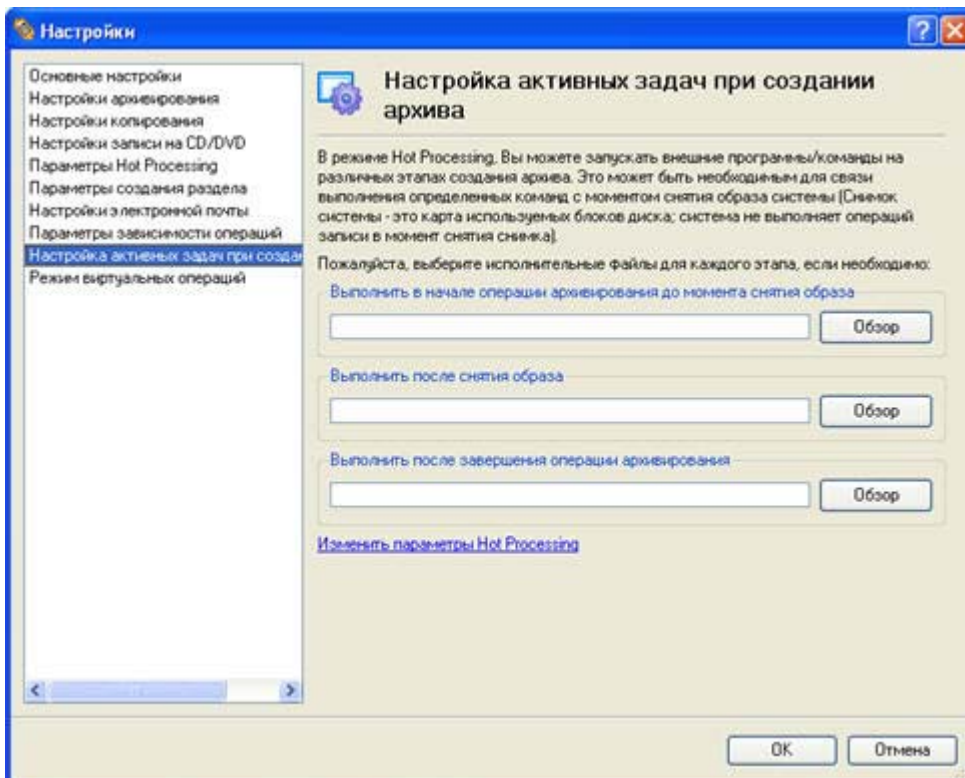 Настройки
Основные настройки
Настройки архивирования
Настройки копирования
Настройки записи на CD/DVD
Параметры Hot Processing
Параметры создания раздела
Настройки электронной почты
Параметры зависимости операций
Настройка активных задач при создан
Режим виртуальных операций
Настройка активных задач при создании
архива
В режиме Hot Processing, Вы можете запускать внешние программы/команды на
различных этапах создания архива. Это может быть необходимым для связи
выполнения определенных команд с моментом снятия образа системы (Снимок
системы - это карта используемых блоков диска; система не выполняет операций
записи в момент снятия снимка).
Пожалуйста, выберите исполнительные файлы для каждого этапа, если необходимо:
Выполнить в начале операции архивирования до момента снятия образа
Обзор
Выполнить после снятия образа
Обзор
Выполнить после завершения операции архивирования
Обзор
Изменить параметры Hot Processing
OK
Отмена